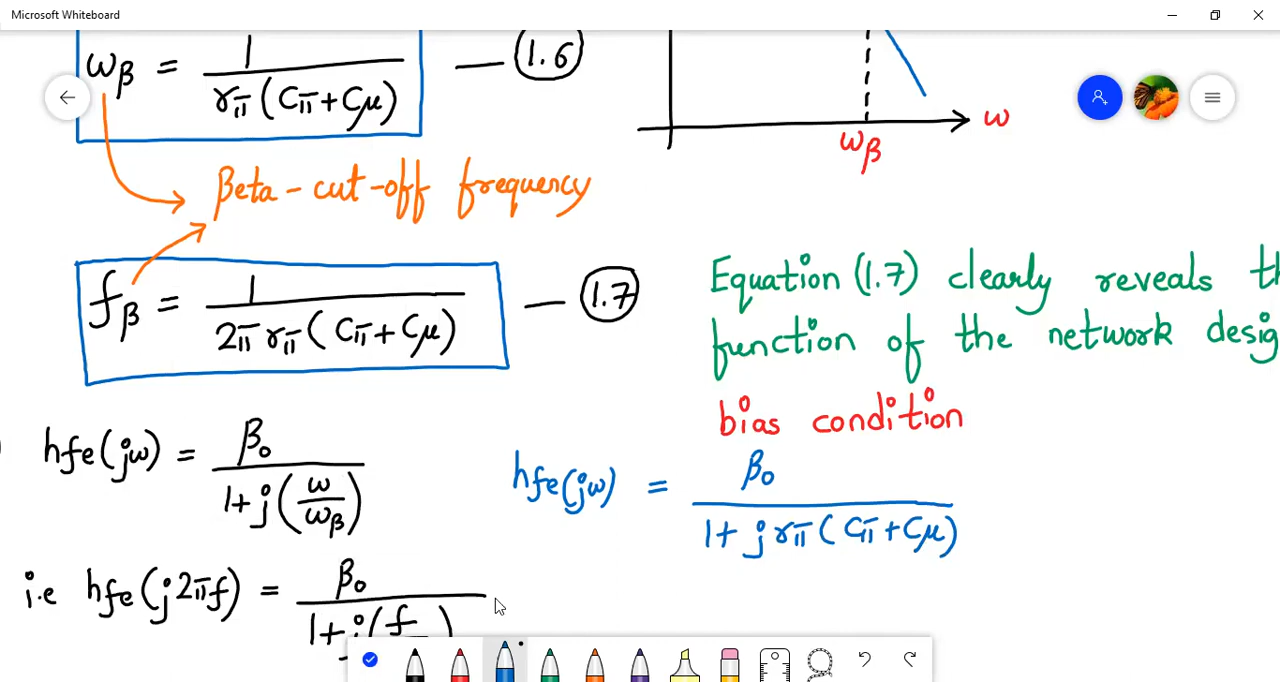 Microsoft Whiteboard
ωβ = 1 / rπ (Cπ + Cμ) — (1.6)
ω
ωβ
Beta-cut-off frequency
fβ = 1 / 2π rπ (Cπ + Cμ) — (1.7)
Equation (1.7) clearly reveals th
function of the network desig
bias condition
hfe(jω) = β₀ / 1 + j (ω / ωβ)
hfe(jω) = β₀ / 1 + j rπ (Cπ + Cμ)
i.e hfe(j2πf) = β₀ / 1 + j (f